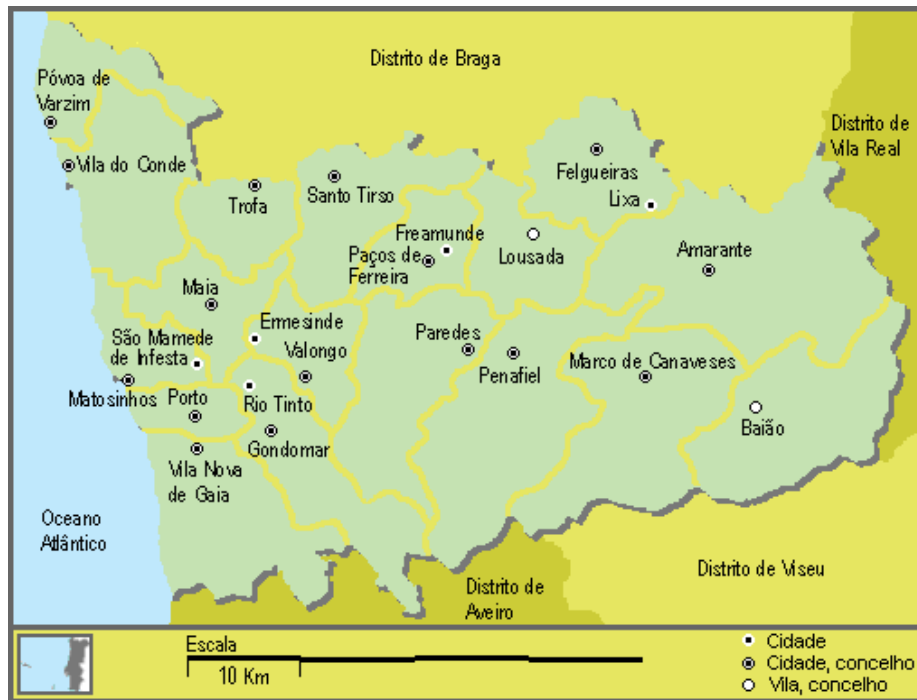 Distrito de Braga
Póvoa de
Varzim
Distrito de
Vila Real
Vila do Conde
Felgueiras
Santo Tirso
Trofa
Lixa
Freamunde
Lousada
Paços de
Ferreira
Amarante
Maia
Ermesinde
São Mamede
de Infesta
Valongo
Paredes
Penafiel
Marco de Canaveses
Matosinhos
Porto
Rio Tinto
Gondomar
Baião
Vila Nova
de Gaia
Oceano
Atlântico
Distrito de
Aveiro
Distrito de Viseu
Escala
10 Km
Cidade
Cidade, concelho
Vila, concelho